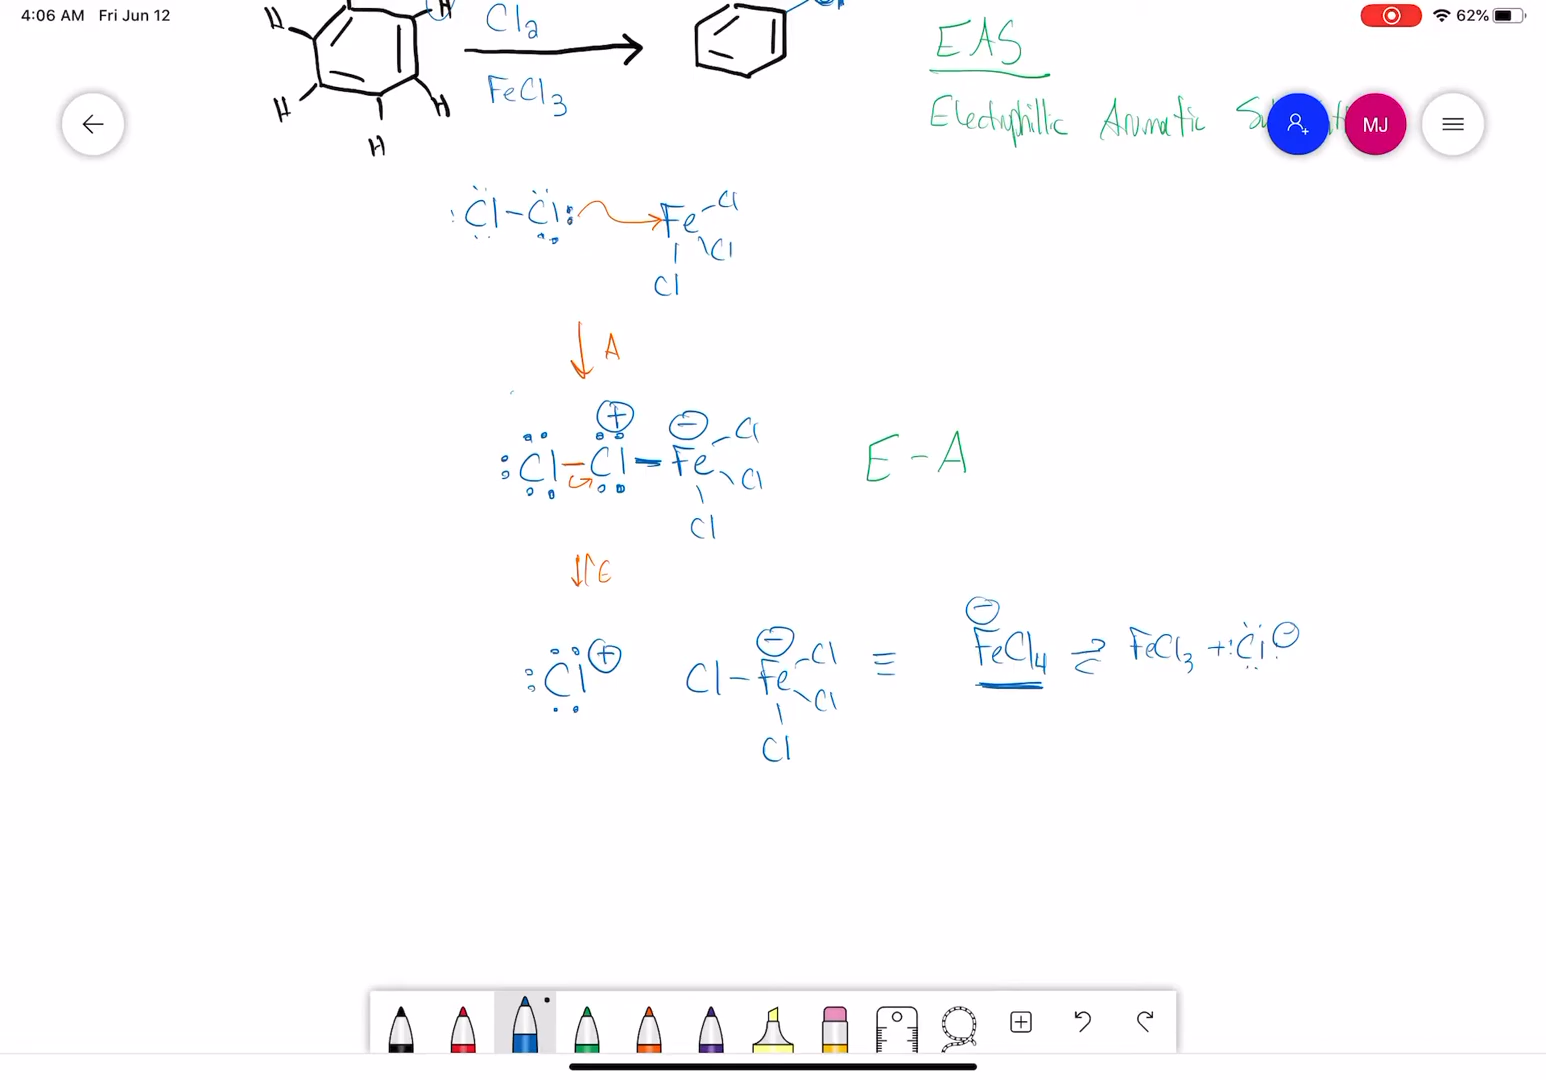 4:06 AM Fri Jun 12
62%
H H
Cl2
FeCl3
EAS
H H
H
Electrophillic Aromatic
MJ
:Cl-Cl: Fe Cl
Cl
Cl
A
+ - Cl
:Cl-Cl-Fe Cl
Cl
E-A
E
:Cl + Cl-Fe - Cl
Cl
Cl
≡ FeCl4 - ⇌ FeCl3 + :Cl -